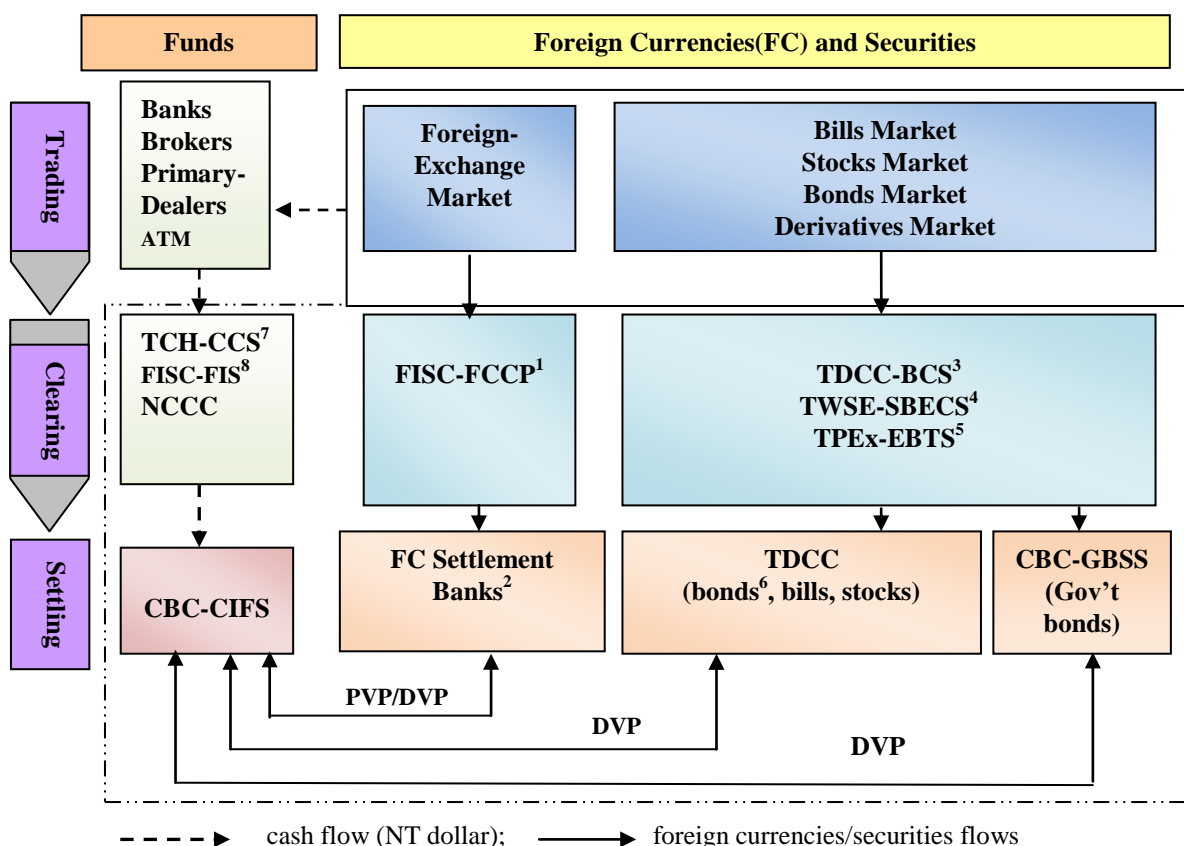 Funds
Foreign Currencies(FC) and Securities
Trading
Banks
Brokers
Primary-
Dealers
ATM
Foreign-
Exchange
Market
Bills Market
Stocks Market
Bonds Market
Derivatives Market
Clearing
TCH-CCS⁷
FISC-FIS⁸
NCCC
FISC-FCCP¹
TDCC-BCS³
TWSE-SBECS⁴
TPEx-EBTS⁵
Settling
CBC-CIFS
FC Settlement
Banks²
TDCC
(bonds⁶, bills, stocks)
CBC-GBSS
(Gov't
bonds)
PVP/DVP
DVP
DVP
cash flow (NT dollar); foreign currencies/securities flows